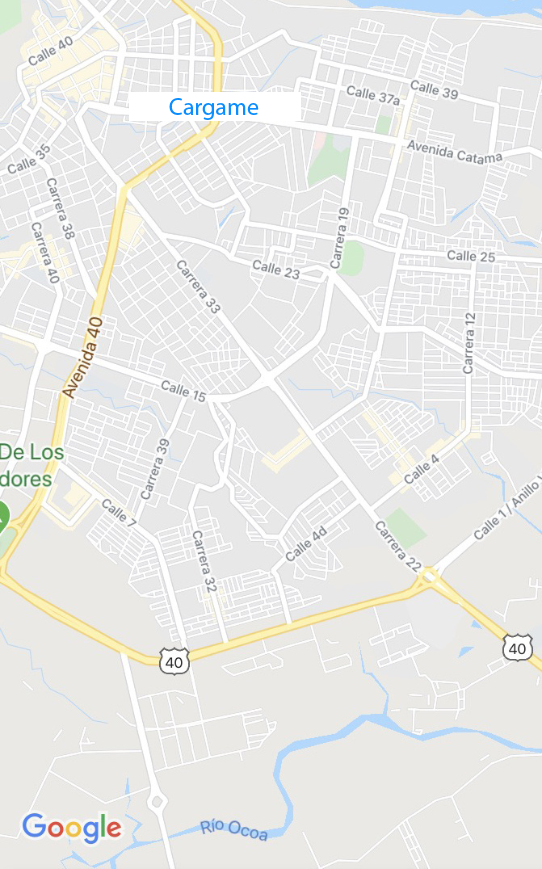 Calle 40
Calle 39
Calle 37a
Cargame
Calle 35
Avenida Catama
Carrera 38
Carrera 19
Carrera 40
Calle 25
Calle 23
Carrera 33
Carrera 12
Avenida 40
Calle 15
Carrera 39
De Los
dores
Calle 4
Calle 7
Calle 1 / Anillo V
Carrera 32
Calle 4d
Carrera 22
40
40
Google
Río Ocoa